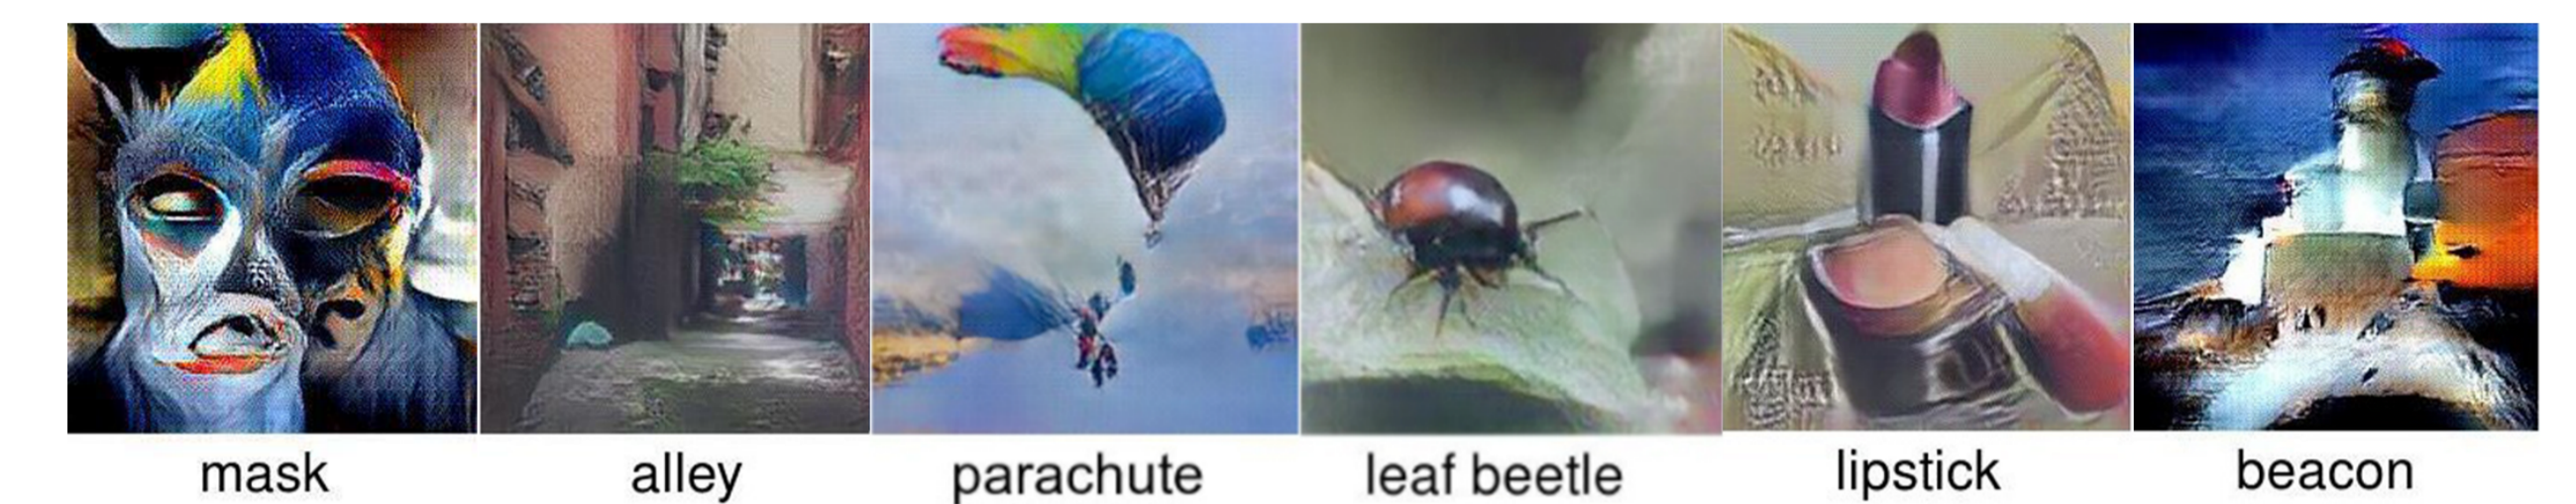 mask
alley
parachute
leaf beetle
lipstick
beacon